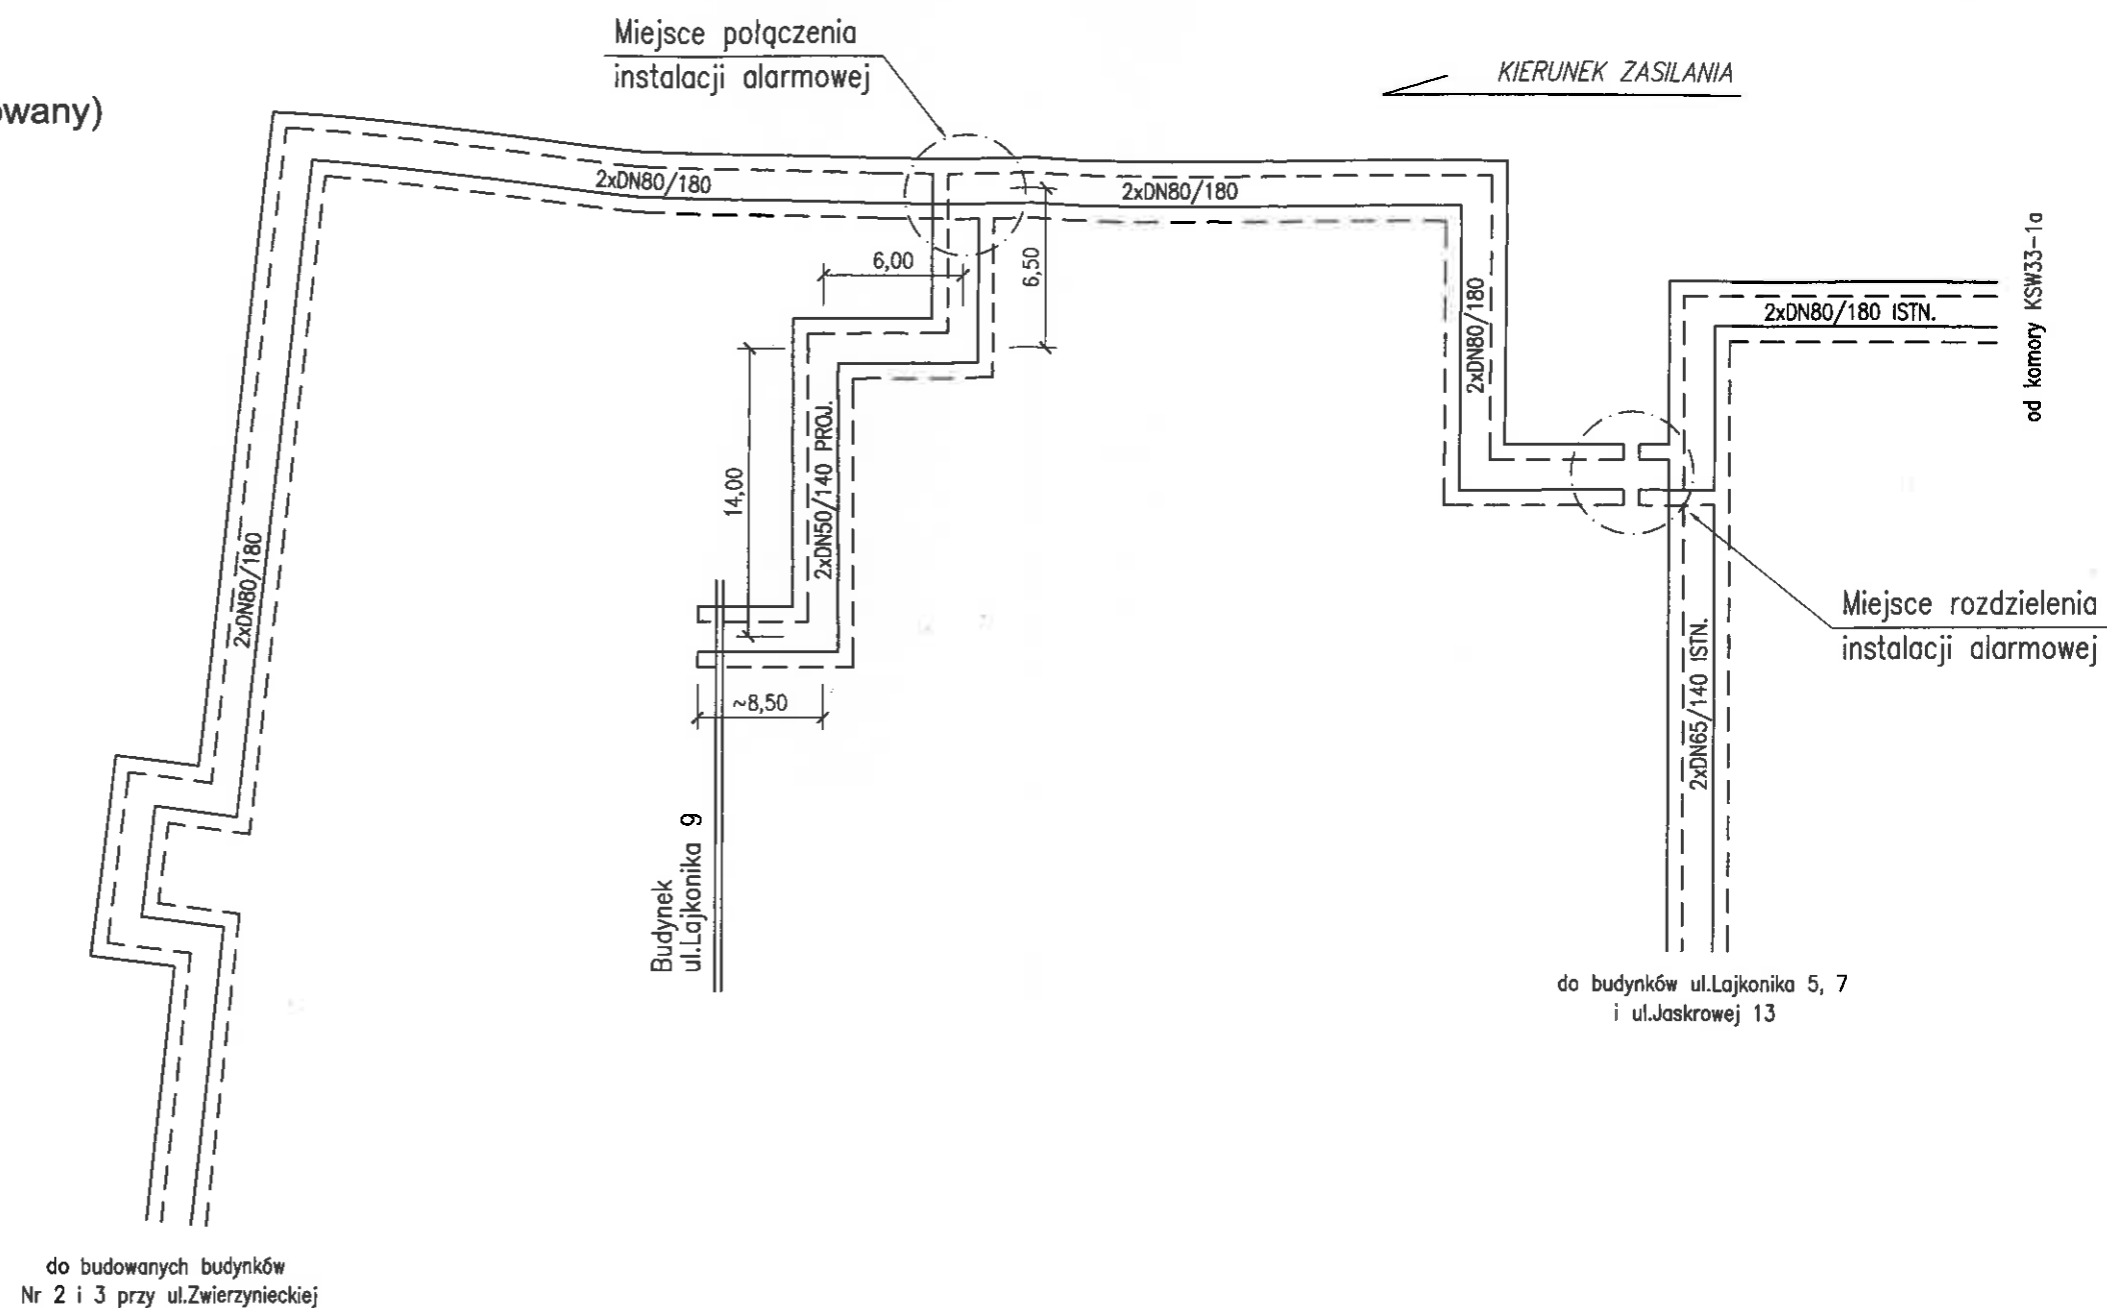 Miejsce połączenia
instalacji alarmowej
KIERUNEK ZASILANIA
owany)
2xDN80/180
2xDN80/180
6,00
6,50
2xDN80/180
2xDN80/180 ISTN.
od komory KSW33-1a
14,00
2xDN50/140 PROJ.
2xDN80/180
~8,50
Miejsce rozdzielenia
instalacji alarmowej
2xDN65/140 ISTN.
Budynek
ul.Lajkonika 9
do budynków ul.Lajkonika 5, 7
i ul.Jaskrowej 13
do budowanych budynków
Nr 2 i 3 przy ul.Zwierzynieckiej